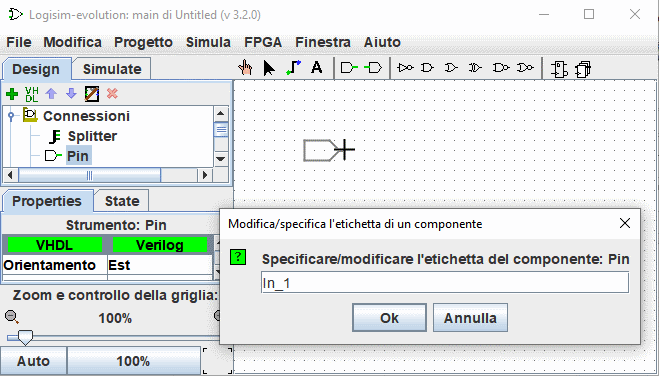 Logisim-evolution: main di Untitled (v 3.2.0)
File Modifica Progetto Simula FPGA Finestra Aiuto
Design Simulate
A
VH
DL
Connessioni
Splitter
Pin
Properties State
Strumento: Pin
VHDL Verilog
Orientamento Est
Zoom e controllo della griglia:
100%
Auto 100%
Modifica/specifica l'etichetta di un componente
? Specificare/modificare l'etichetta del componente: Pin
In_1
Ok Annulla